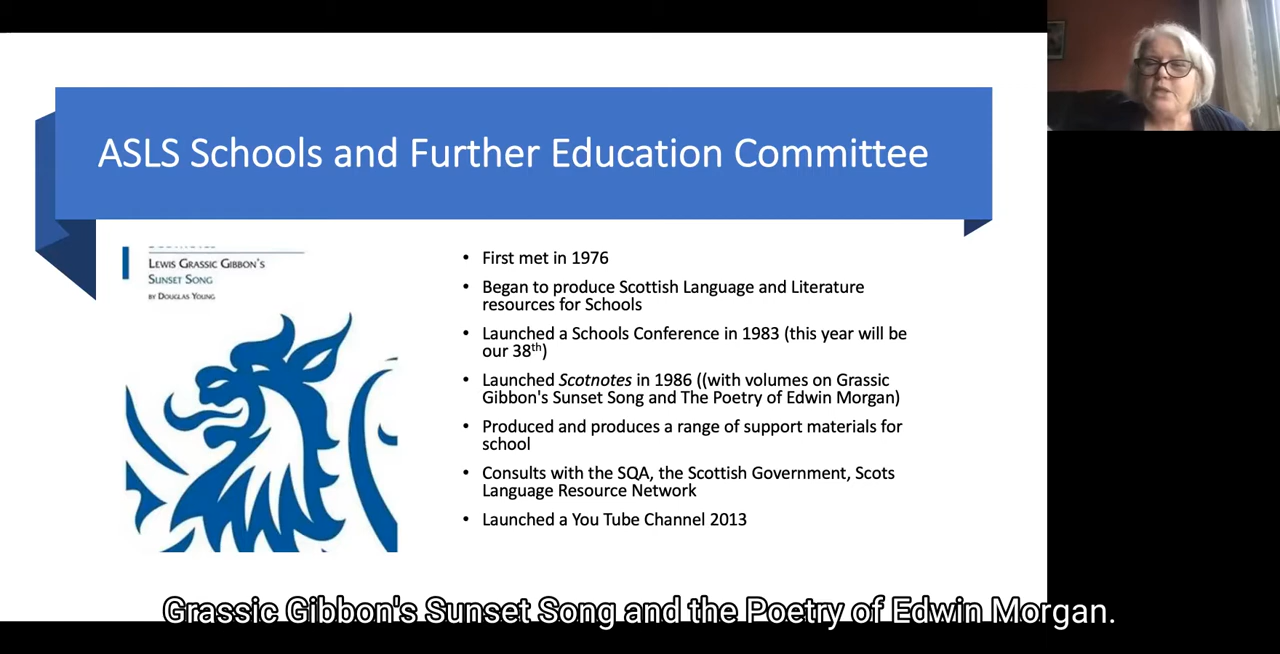 ASLS Schools and Further Education Committee
LEWIS GRASSIC GIBBON'S
SUNSET SONG
BY DOUGLAS YOUNG
• First met in 1976
• Began to produce Scottish Language and Literature
resources for Schools
• Launched a Schools Conference in 1983 (this year will be
our 38th)
• Launched Scotnotes in 1986 ((with volumes on Grassic
Gibbon's Sunset Song and The Poetry of Edwin Morgan)
• Produced and produces a range of support materials for
school
• Consults with the SQA, the Scottish Government, Scots
Language Resource Network
• Launched a You Tube Channel 2013
Grassic Gibbon's Sunset Song and the Poetry of Edwin Morgan.